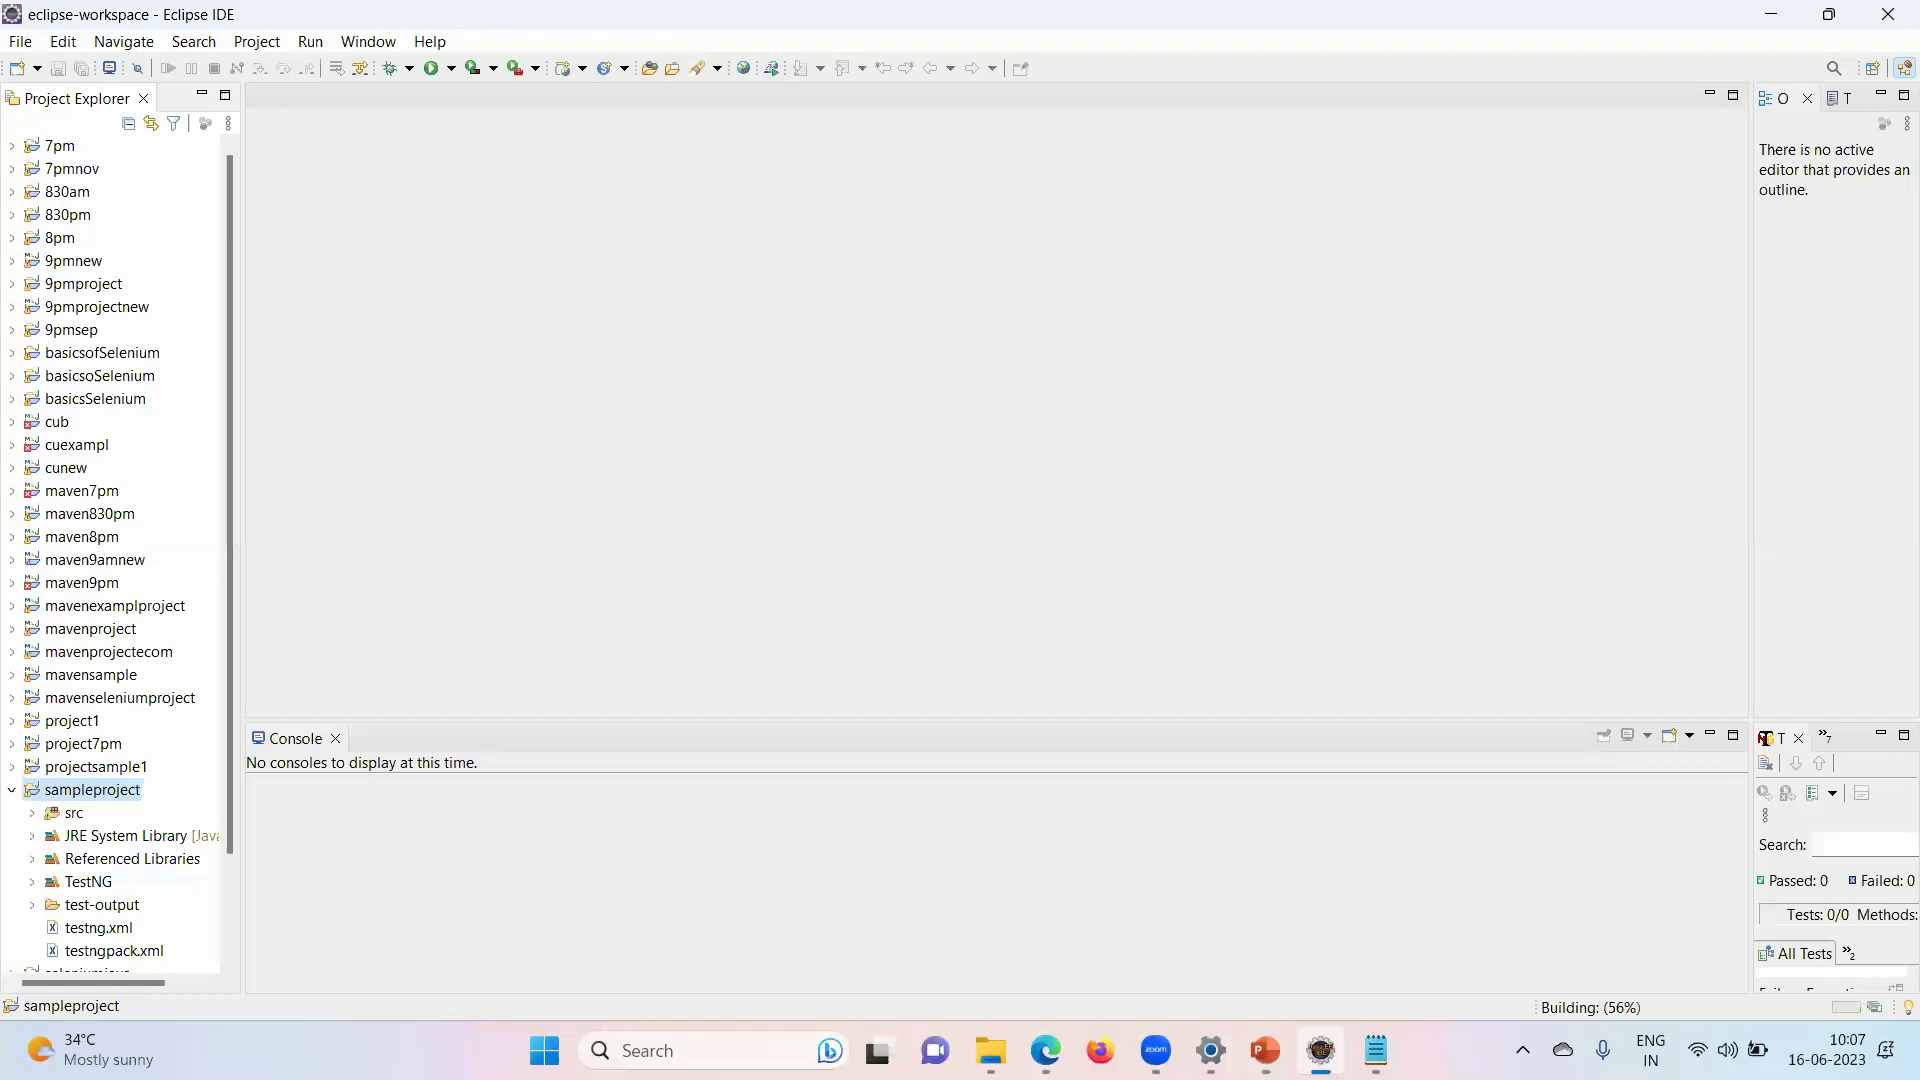 eclipse-workspace - Eclipse IDE
File Edit Navigate Search Project Run Window Help
Project Explorer
7pm
7pmnov
830am
830pm
8pm
9pmnew
9pmproject
9pmprojectnew
9pmsep
basicsofSelenium
basicsoSelenium
basicsSelenium
cub
cuexampl
cunew
maven7pm
maven830pm
maven8pm
maven9amnew
maven9pm
mavenexamplproject
mavenproject
mavenprojectecom
mavensample
mavenseleniumproject
project1
project7pm
projectsample1
sampleproject
src
JRE System Library [Java
Referenced Libraries
TestNG
test-output
testng.xml
testngpack.xml
O T
There is no active
editor that provides an
outline.
Console
No consoles to display at this time.
T 7
Search:
Passed: 0 Failed: 0
Tests: 0/0 Methods:
All Tests 2
sampleproject
Building: (56%)
34°C
Mostly sunny
Search
zoom
ENG
IN
10:07
16-06-2023